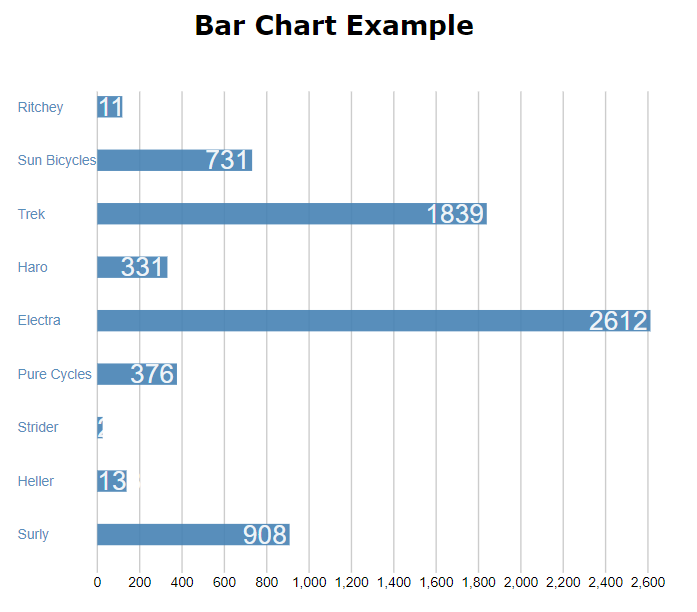 Bar Chart Example
Ritchey 11
Sun Bicycles 731
Trek 1839
Haro 331
Electra 2612
Pure Cycles 376
Strider
Heller 13
Surly 908
0 200 400 600 800 1,000 1,200 1,400 1,600 1,800 2,000 2,200 2,400 2,600